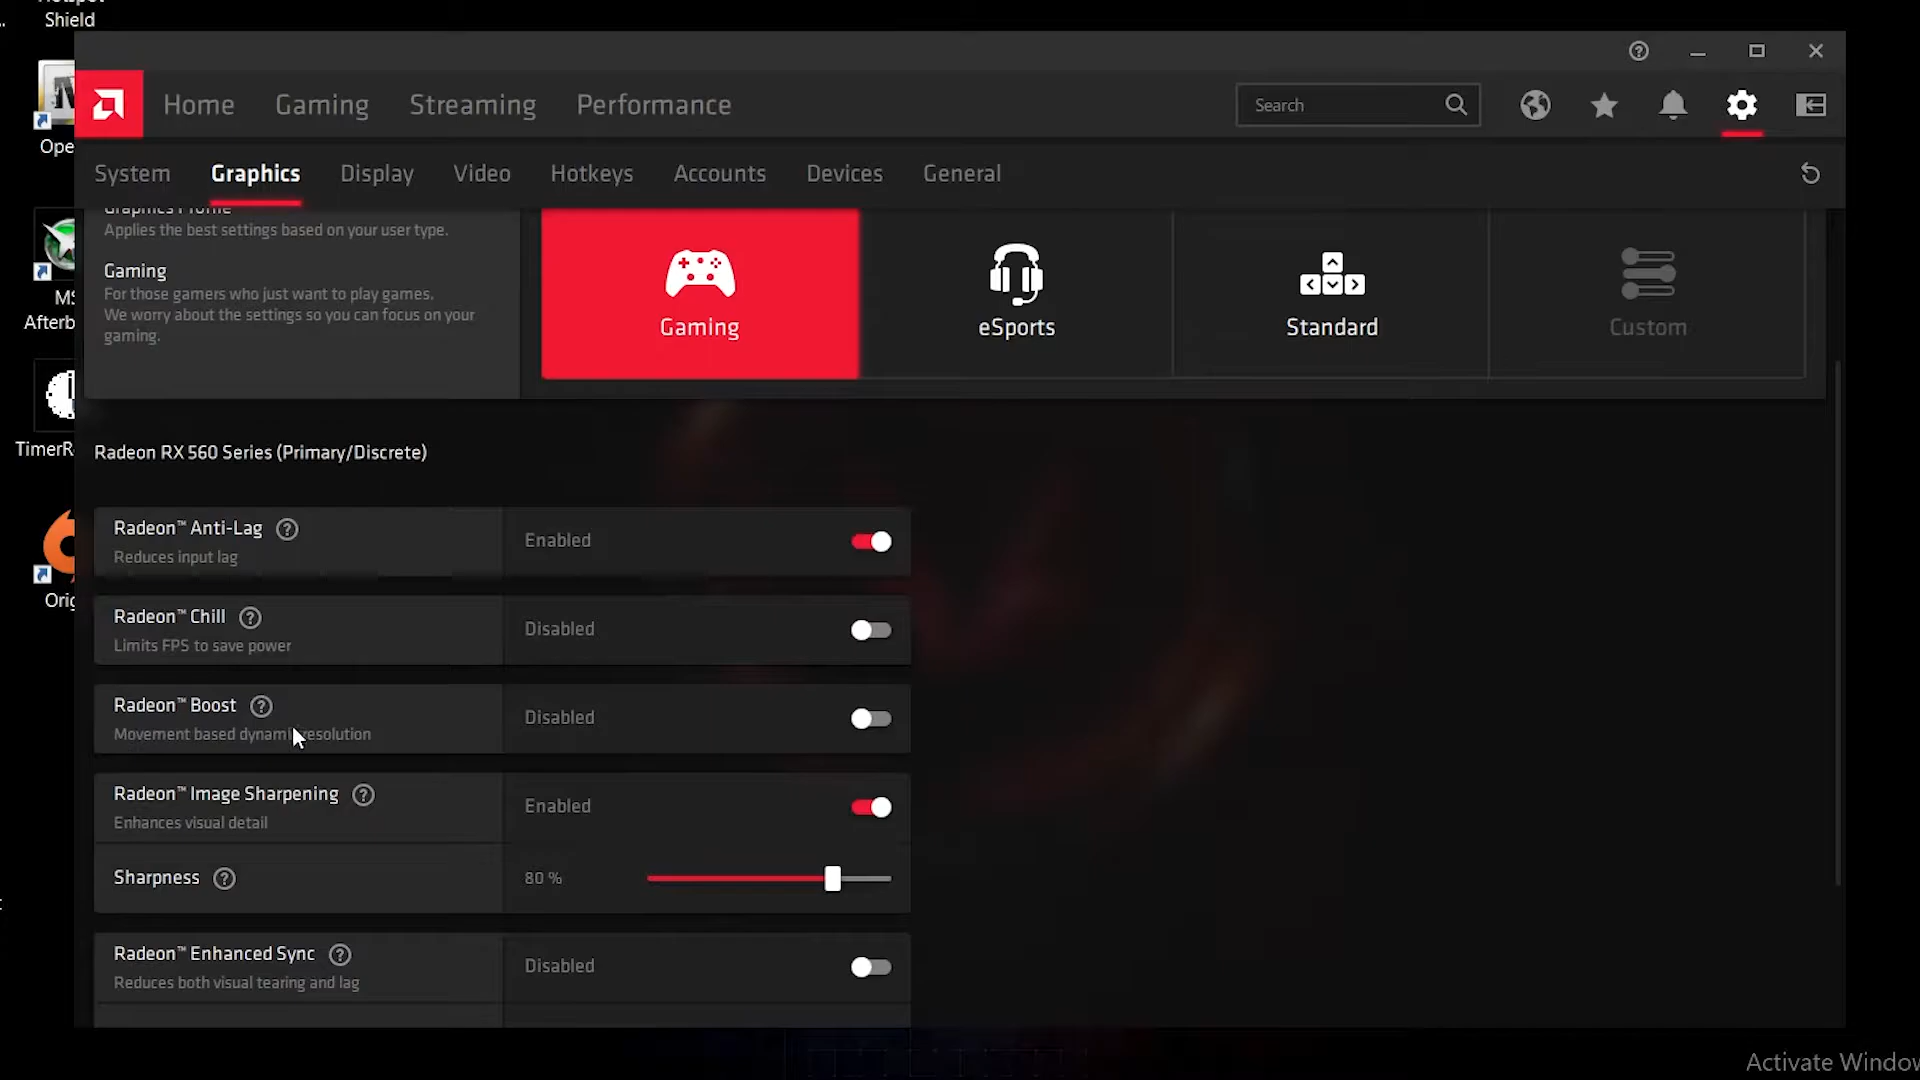 Shield
Home Gaming Streaming Performance
Search
System Graphics Display Video Hotkeys Accounts Devices General
Graphics Profile
Applies the best settings based on your user type.
Gaming
For those gamers who just want to play games.
We worry about the settings so you can focus on your
gaming.
Gaming
eSports
Standard
Custom
Ope
MS
Afterb
TimerR
Orig
Radeon RX 560 Series (Primary/Discrete)
Radeon™ Anti-Lag ?
Reduces input lag
Enabled
Radeon™ Chill ?
Limits FPS to save power
Disabled
Radeon™ Boost ?
Movement based dynami resolution
Disabled
Radeon™ Image Sharpening ?
Enhances visual detail
Enabled
Sharpness ?
80 %
Radeon™ Enhanced Sync ?
Reduces both visual tearing and lag
Disabled
Activate Window